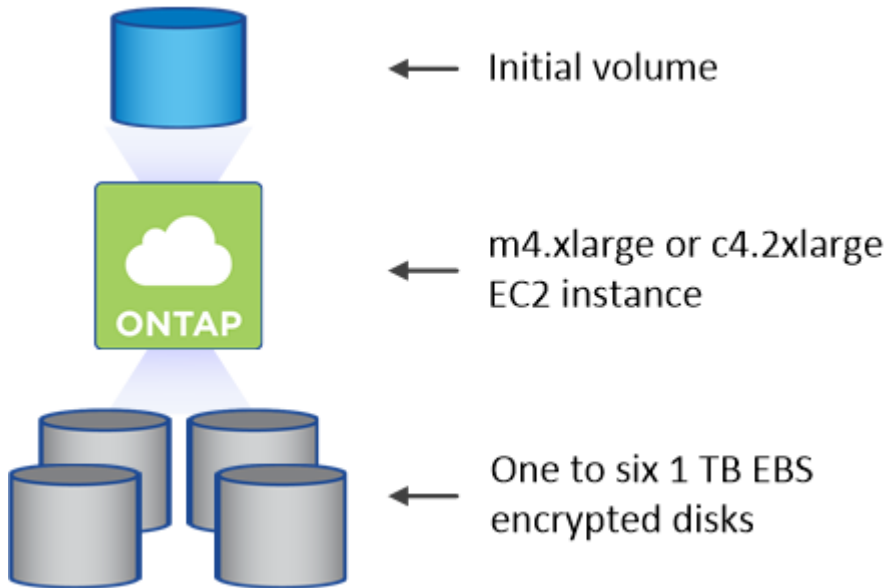 Initial volume
m4.xlarge or c4.2xlarge
EC2 instance
ONTAP
One to six 1 TB EBS
encrypted disks